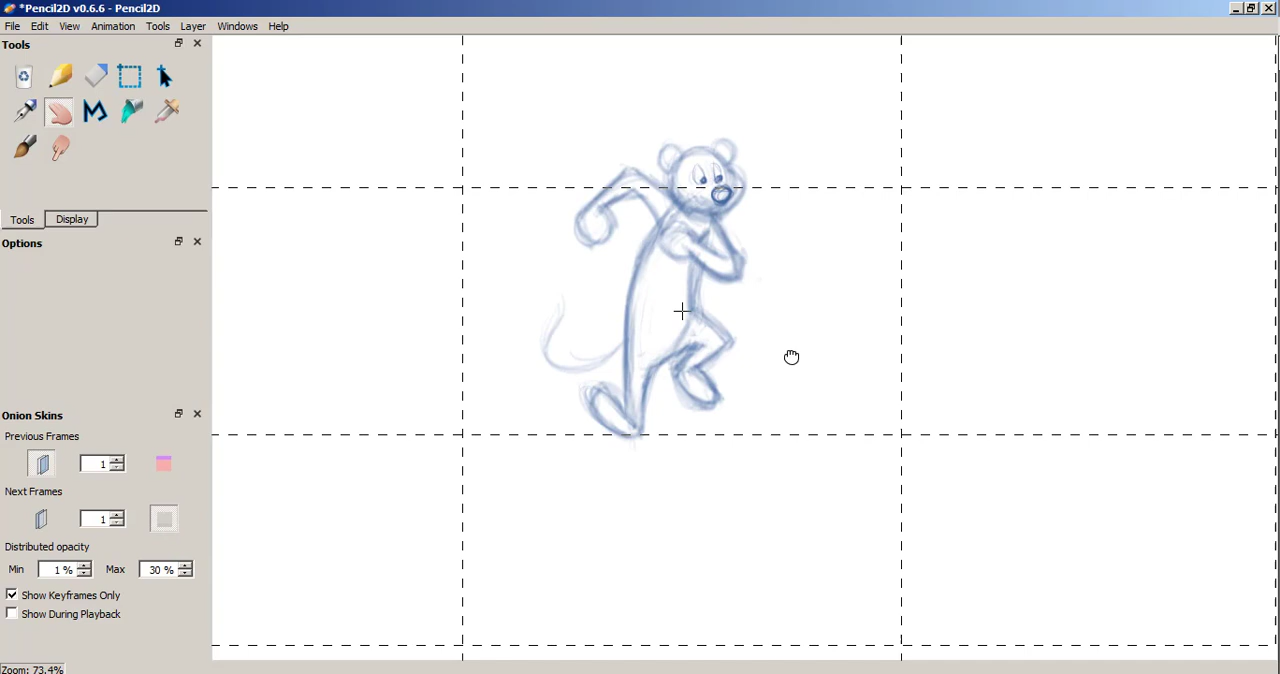 *Pencil2D v0.6.6 - Pencil2D
File Edit View Animation Tools Layer Windows Help
Tools
Tools Display
Options
Onion Skins
Previous Frames
1
Next Frames
1
Distributed opacity
Min 1 % Max 30 %
Show Keyframes Only
Show During Playback
Zoom: 73.4%